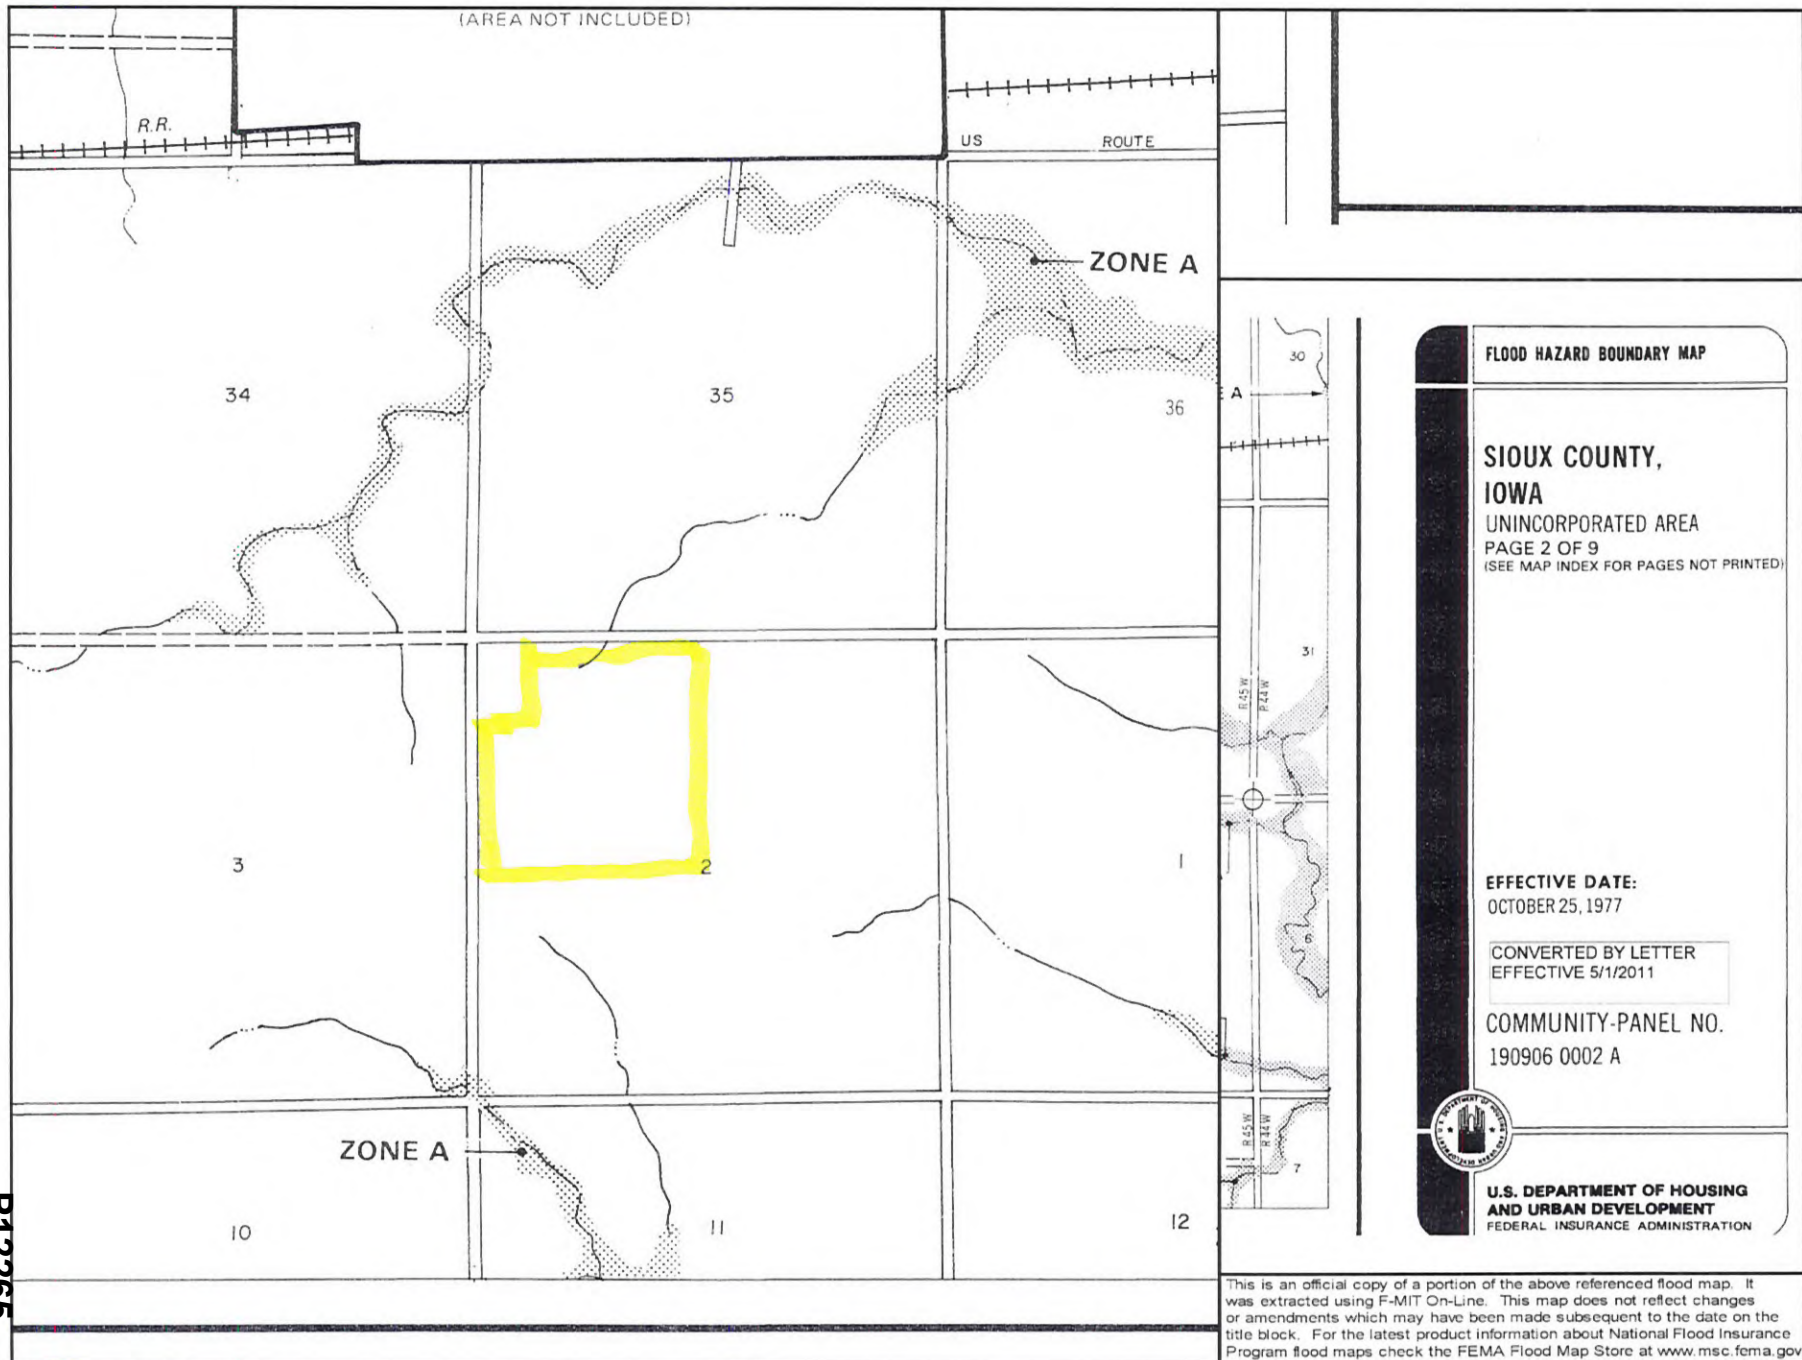 (AREA NOT INCLUDED)
R.R.
US ROUTE
ZONE A
34
35
36
3
2
1
ZONE A
10
11
12
30
A
31
R45W
R44W
6
R45W
R44W
7
FLOOD HAZARD BOUNDARY MAP
SIOUX COUNTY,
IOWA
UNINCORPORATED AREA
PAGE 2 OF 9
(SEE MAP INDEX FOR PAGES NOT PRINTED)
EFFECTIVE DATE:
OCTOBER 25, 1977
CONVERTED BY LETTER
EFFECTIVE 5/1/2011
COMMUNITY-PANEL NO.
190906 0002 A
U.S. DEPARTMENT OF HOUSING
AND URBAN DEVELOPMENT
FEDERAL INSURANCE ADMINISTRATION
This is an official copy of a portion of the above referenced flood map. It
was extracted using F-MIT On-Line. This map does not reflect changes
or amendments which may have been made subsequent to the date on the
title block. For the latest product information about National Flood Insurance
Program flood maps check the FEMA Flood Map Store at www.msc.fema.gov